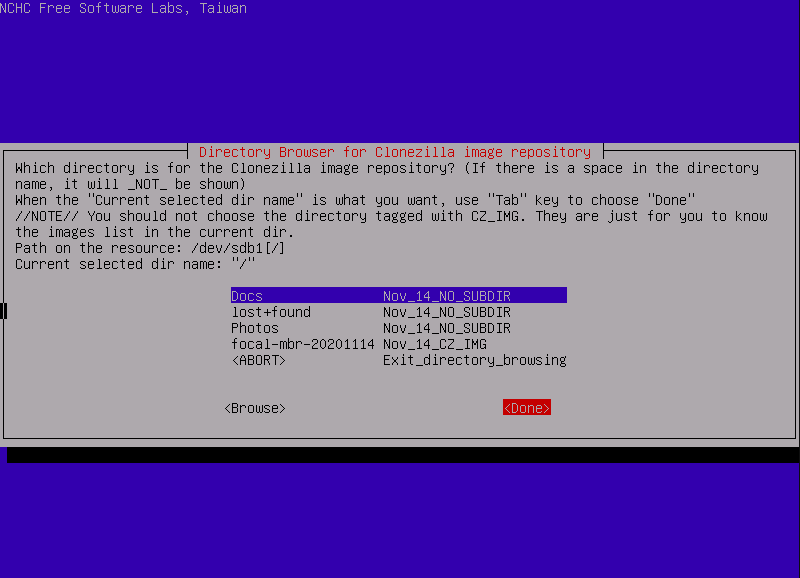 NCHC Free Software Labs, Taiwan
Directory Browser for Clonezilla image repository
Which directory is for the Clonezilla image repository? (If there is a space in the directory
name, it will _NOT_ be shown)
When the "Current selected dir name" is what you want, use "Tab" key to choose "Done"
//NOTE// You should not choose the directory tagged with CZ_IMG. They are just for you to know
the images list in the current dir.
Path on the resource: /dev/sdb1[/]
Current selected dir name: "/"
Docs Nov_14_NO_SUBDIR
lost+found Nov_14_NO_SUBDIR
Photos Nov_14_NO_SUBDIR
focal-mbr-20201114 Nov_14_CZ_IMG
<ABORT> Exit_directory_browsing
<Browse> <Done>